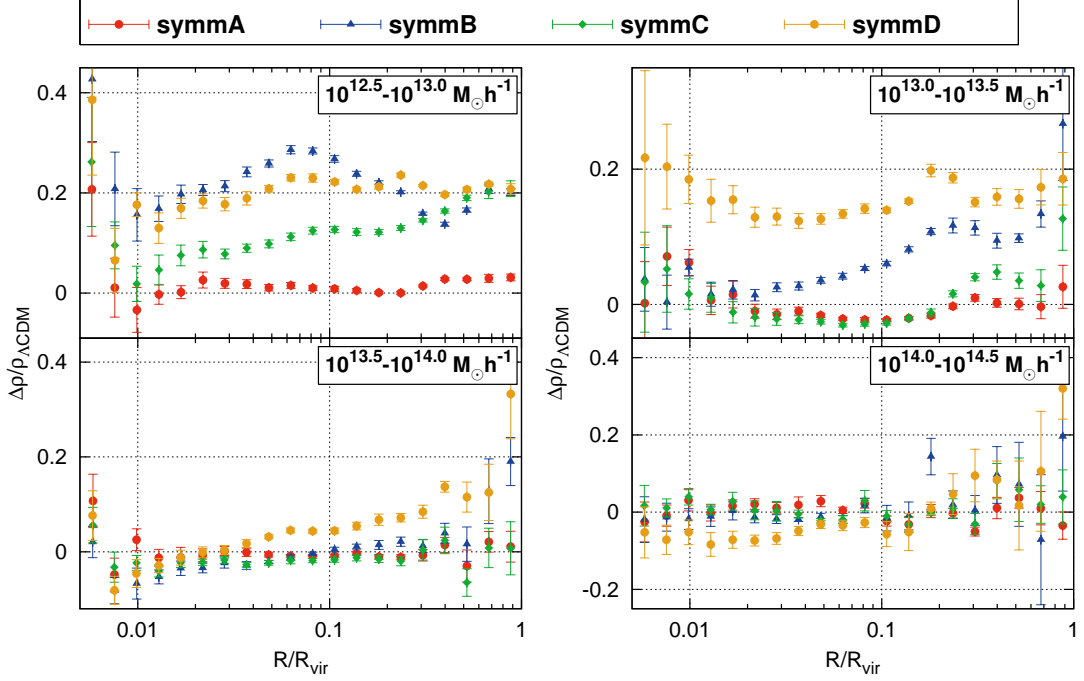 symmA symmB symmC symmD
10^12.5-10^13.0 M⊙h^-1
0.4
0.2
0
Δρ/ρΛCDM
10^13.0-10^13.5 M⊙h^-1
0.2
0
Δρ/ρΛCDM
10^13.5-10^14.0 M⊙h^-1
0.4
0.2
0
0.01 0.1 1
R/Rvir
10^14.0-10^14.5 M⊙h^-1
0.4
0.2
0
-0.2
0.01 0.1 1
R/Rvir